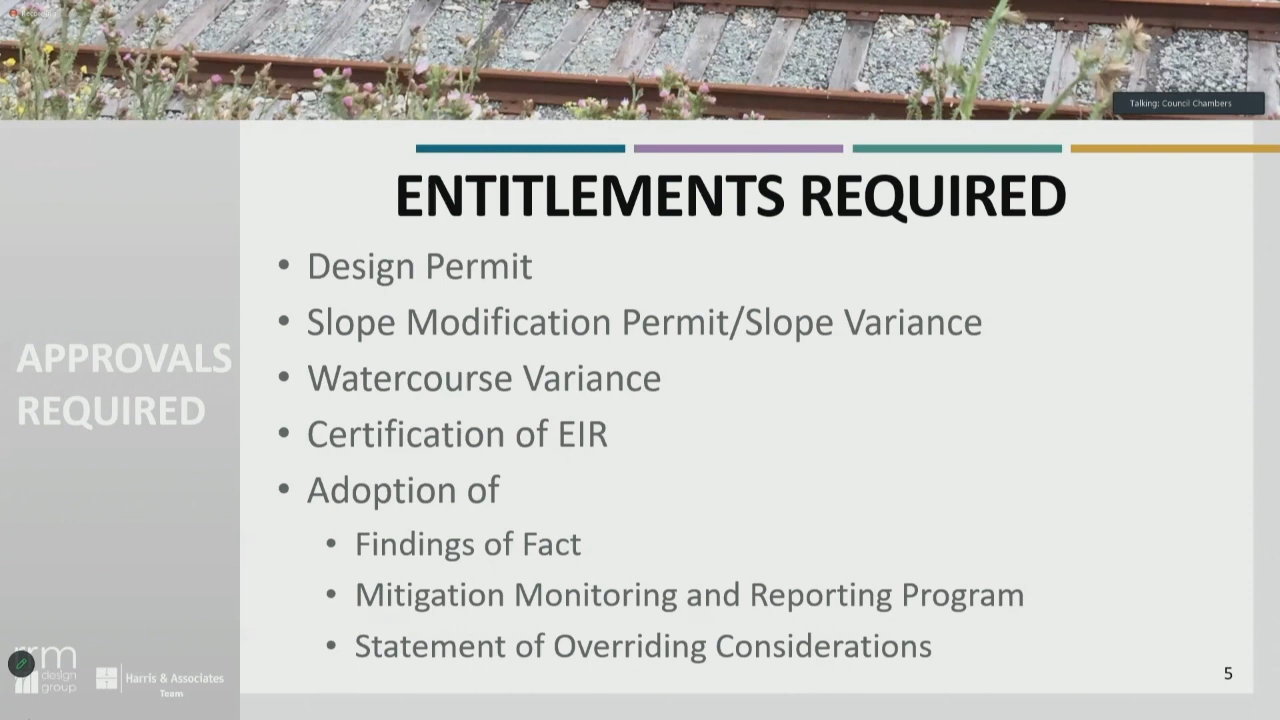 Recording
Talking: Council Chambers
ENTITLEMENTS REQUIRED
• Design Permit
• Slope Modification Permit/Slope Variance
• Watercourse Variance
• Certification of EIR
• Adoption of
• Findings of Fact
• Mitigation Monitoring and Reporting Program
• Statement of Overriding Considerations
APPROVALS
REQUIRED
rrm
design
group
Harris & Associates
Team
5